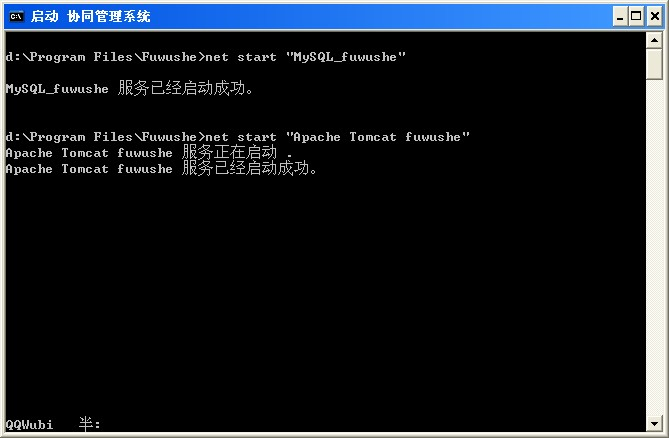 启动 协同管理系统
d:\Program Files\Fuwushe>net start "MySQL_fuwushe"
MySQL_fuwushe 服务已经启动成功。
d:\Program Files\Fuwushe>net start "Apache Tomcat fuwushe"
Apache Tomcat fuwushe 服务正在启动 .
Apache Tomcat fuwushe 服务已经启动成功。
QQWubi 半: